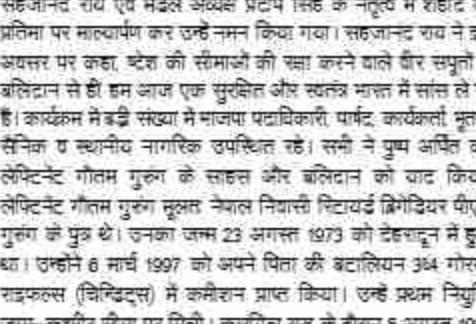 सहजानंद राय एवं मंडल अध्यक्ष प्रदीप सिंह के नेतृत्व में शहीद
प्रतिमा पर माल्यार्पण कर उन्हें नमन किया गया। सहजानंद राय ने
अवसर पर कहा, देश की सीमाओं की रक्षा करने वाले वीर सपूतों
बलिदान से ही हम आज एक सुरक्षित और स्वतंत्र भारत में सांस ले
हैं। कार्यक्रम में बड़ी संख्या में भाजपा पदाधिकारी, पार्षद, कार्यकर्ता,
सैनिक व स्थानीय नागरिक उपस्थित रहे। सभी ने पुष्प अर्पित
लेफ्टिनेंट गौतम गुरुंग के साहस और बलिदान को याद
लेफ्टिनेंट गौतम गुरुंग मूलतः नेपाल निवासी रिटायर्ड ब्रिगेडियर
गुरुंग के पुत्र थे। उनका जन्म 23 अगस्त 1973 को देहरादून में
था। उन्होंने 6 मार्च 1997 को अपने पिता की बटालियन 3/4
राइफल्स (चिन्डिट्स) में कमीशन प्राप्त किया। उन्हें प्रथम